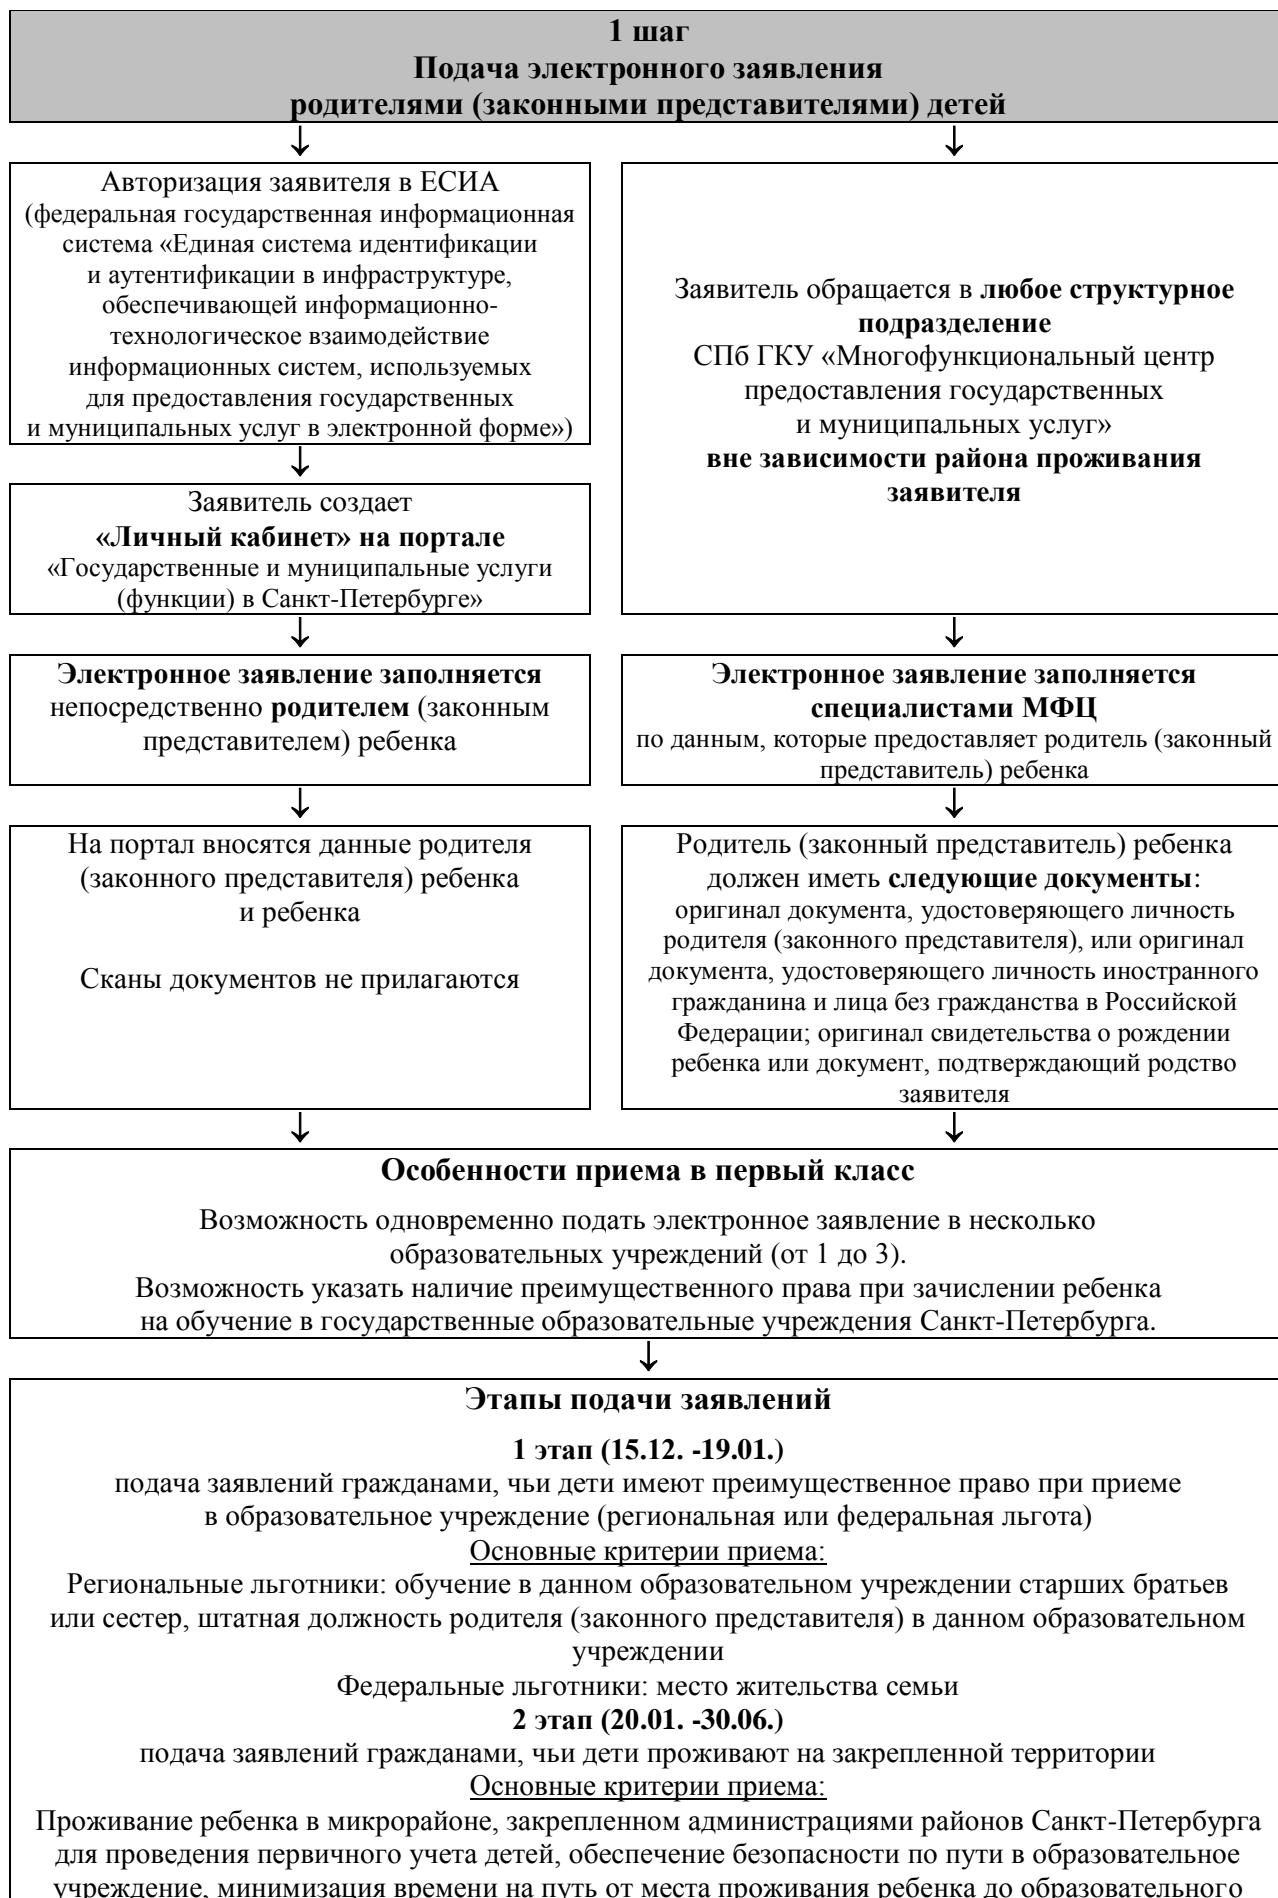 1 шаг
Подача электронного заявления
родителями (законными представителями) детей
↓
↓
Авторизация заявителя в ЕСИА
(федеральная государственная информационная
система «Единая система идентификации
и аутентификации в инфраструктуре,
обеспечивающей информационно-
технологическое взаимодействие
информационных систем, используемых
для предоставления государственных
и муниципальных услуг в электронной форме»)
↓
Заявитель создает
«Личный кабинет» на портале
«Государственные и муниципальные услуги
(функции) в Санкт-Петербурге»
Заявитель обращается в любое структурное
подразделение
СПб ГКУ «Многофункциональный центр
предоставления государственных
и муниципальных услуг»
вне зависимости района проживания
заявителя
↓
↓
Электронное заявление заполняется
непосредственно родителем (законным
представителем) ребенка
Электронное заявление заполняется
специалистами МФЦ
по данным, которые предоставляет родитель (законный
представитель) ребенка
↓
↓
На портал вносятся данные родителя
(законного представителя) ребенка
и ребенка
Сканы документов не прилагаются
Родитель (законный представитель) ребенка
должен иметь следующие документы:
оригинал документа, удостоверяющего личность
родителя (законного представителя), или оригинал
документа, удостоверяющего личность иностранного
гражданина и лица без гражданства в Российской
Федерации; оригинал свидетельства о рождении
ребенка или документ, подтверждающий родство
заявителя
↓
↓
Особенности приема в первый класс
Возможность одновременно подать электронное заявление в несколько
образовательных учреждений (от 1 до 3).
Возможность указать наличие преимущественного права при зачислении ребенка
на обучение в государственные образовательные учреждения Санкт-Петербурга.
↓
Этапы подачи заявлений
1 этап (15.12. -19.01.)
подача заявлений гражданами, чьи дети имеют преимущественное право при приеме
в образовательное учреждение (региональная или федеральная льгота)
Основные критерии приема:
Региональные льготники: обучение в данном образовательном учреждении старших братьев
или сестер, штатная должность родителя (законного представителя) в данном образовательном
учреждении
Федеральные льготники: место жительства семьи
2 этап (20.01. -30.06.)
подача заявлений гражданами, чьи дети проживают на закрепленной территории
Основные критерии приема:
Проживание ребенка в микрорайоне, закрепленном администрациями районов Санкт-Петербурга
для проведения первичного учета детей, обеспечение безопасности по пути в образовательное
учреждение, минимизация времени на путь от места проживания ребенка до образовательного